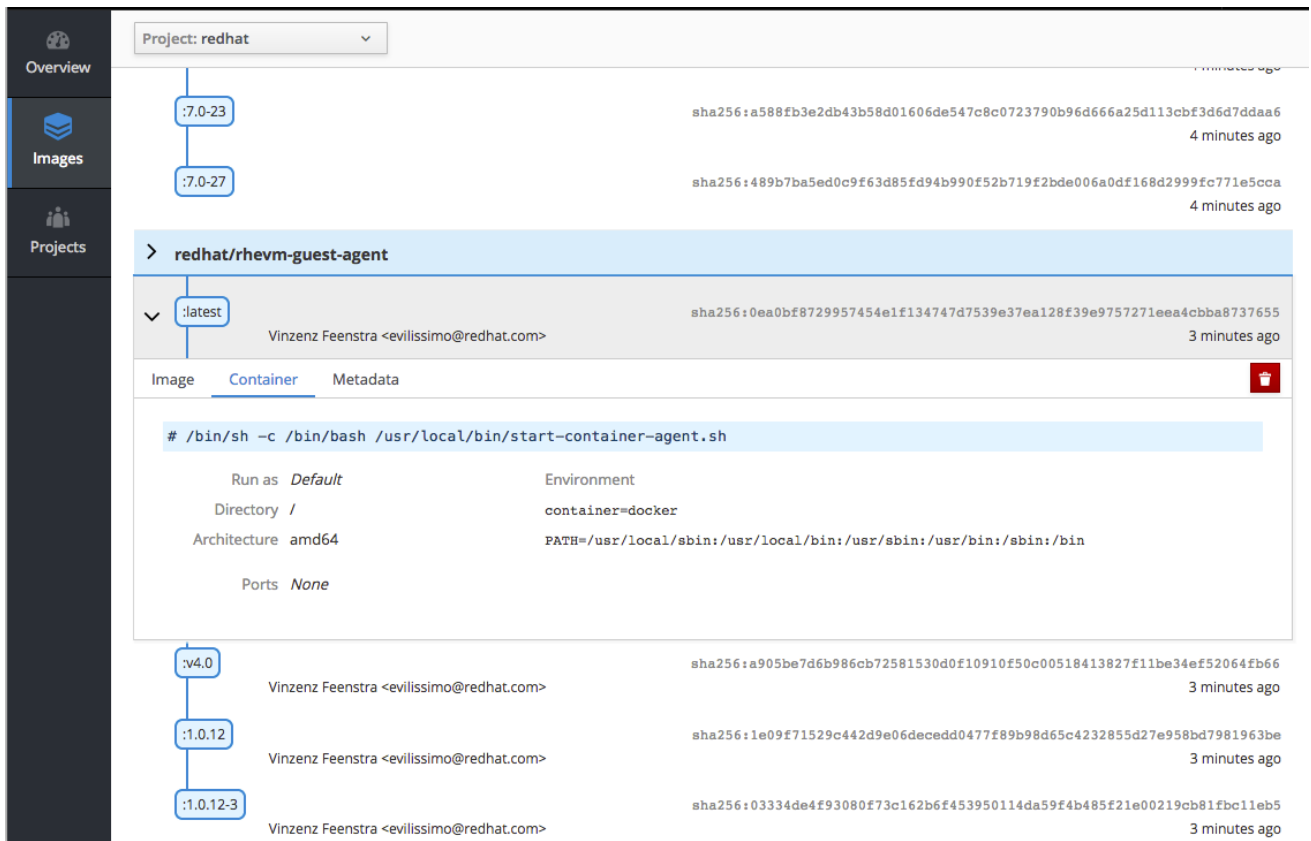 Overview
Images
Projects
Project: redhat
minutes ago
:7.0-23
sha256:a588fb3e2db43b58d01606de547c8c0723790b96d666a25d113cbf3d6d7ddaa6
4 minutes ago
:7.0-27
sha256:489b7ba5ed0c9f63d85fd94b990f52b719f2bde006a0df168d2999fc771e5cca
4 minutes ago
redhat/rhevm-guest-agent
:latest
sha256:0ea0bf8729957454e1f134747d7539e37ea128f39e9757271eea4cbba8737655
Vinzenz Feenstra <evilissimo@redhat.com>
3 minutes ago
Image Container Metadata
# /bin/sh -c /bin/bash /usr/local/bin/start-container-agent.sh
Run as Default
Environment
Directory /
container=docker
Architecture amd64
PATH=/usr/local/sbin:/usr/local/bin:/usr/sbin:/usr/bin:/sbin:/bin
Ports None
:v4.0
sha256:a905be7d6b986cb72581530d0f10910f50c00518413827f11be34ef52064fb66
Vinzenz Feenstra <evilissimo@redhat.com>
3 minutes ago
:1.0.12
sha256:1e09f71529c442d9e06decedd0477f89b98d65c4232855d27e958bd7981963be
Vinzenz Feenstra <evilissimo@redhat.com>
3 minutes ago
:1.0.12-3
sha256:03334de4f93080f73c162b6f453950114da59f4b485f21e00219cb81fbc11eb5
Vinzenz Feenstra <evilissimo@redhat.com>
3 minutes ago